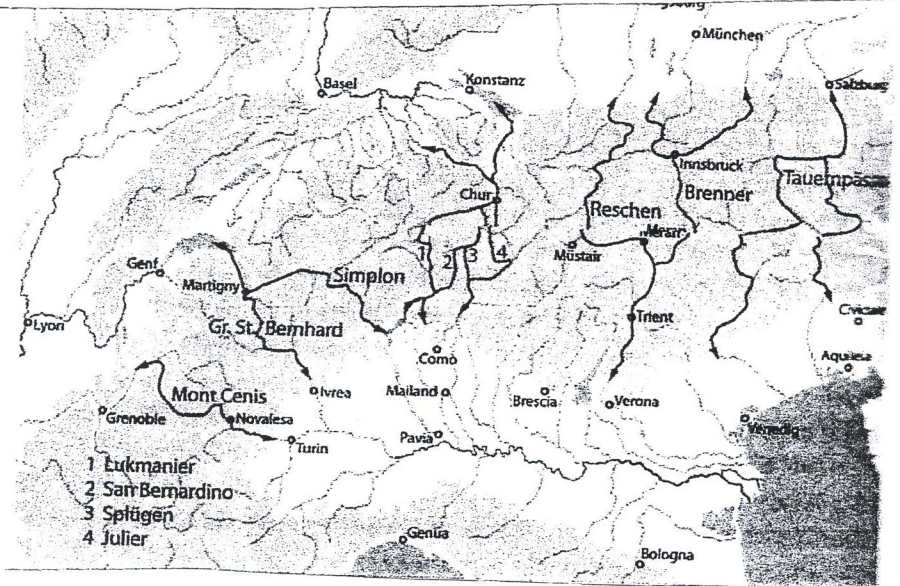 München
Basel
Konstanz
Salzburg
Innsbruck
Chur
Brenner
Tauernpässe
Reschen
Meran
Müstair
1
2
3
4
Genf
Martigny
Simplon
Lyon
Gr. St. Bernhard
Trient
Cividale
Como
Aquileia
Mont Cenis
Ivrea
Mailand
Brescia
Verona
Grenoble
Novalesa
Venedig
Turin
Pavia
1 Lukmanier
2 San Bernardino
3 Splügen
4 Julier
Genua
Bologna